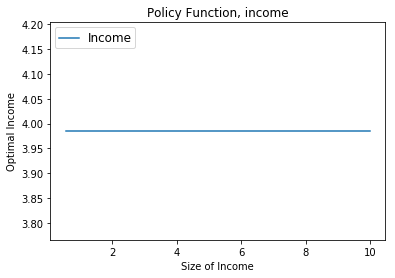 Policy Function, income
Income
4.20
4.15
4.10
4.05
4.00
3.95
3.90
3.85
3.80
Optimal Income
2 4 6 8 10
Size of Income